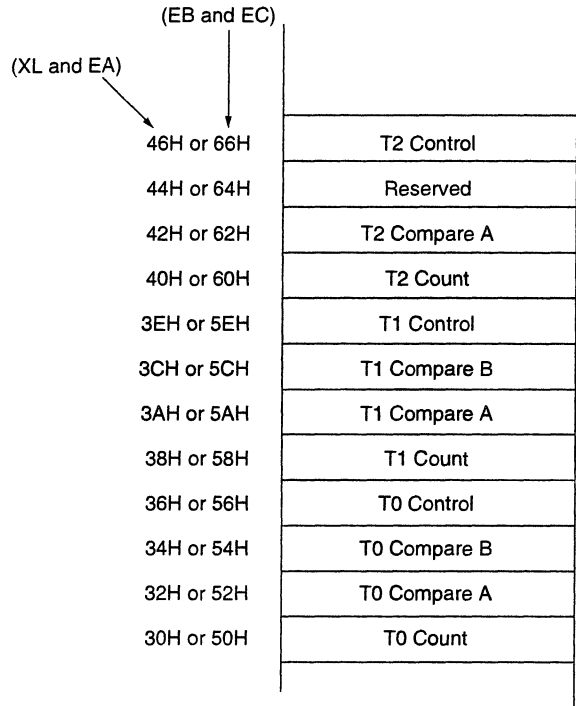 (EB and EC)
(XL and EA)
46H or 66H T2 Control
44H or 64H Reserved
42H or 62H T2 Compare A
40H or 60H T2 Count
3EH or 5EH T1 Control
3CH or 5CH T1 Compare B
3AH or 5AH T1 Compare A
38H or 58H T1 Count
36H or 56H T0 Control
34H or 54H T0 Compare B
32H or 52H T0 Compare A
30H or 50H T0 Count